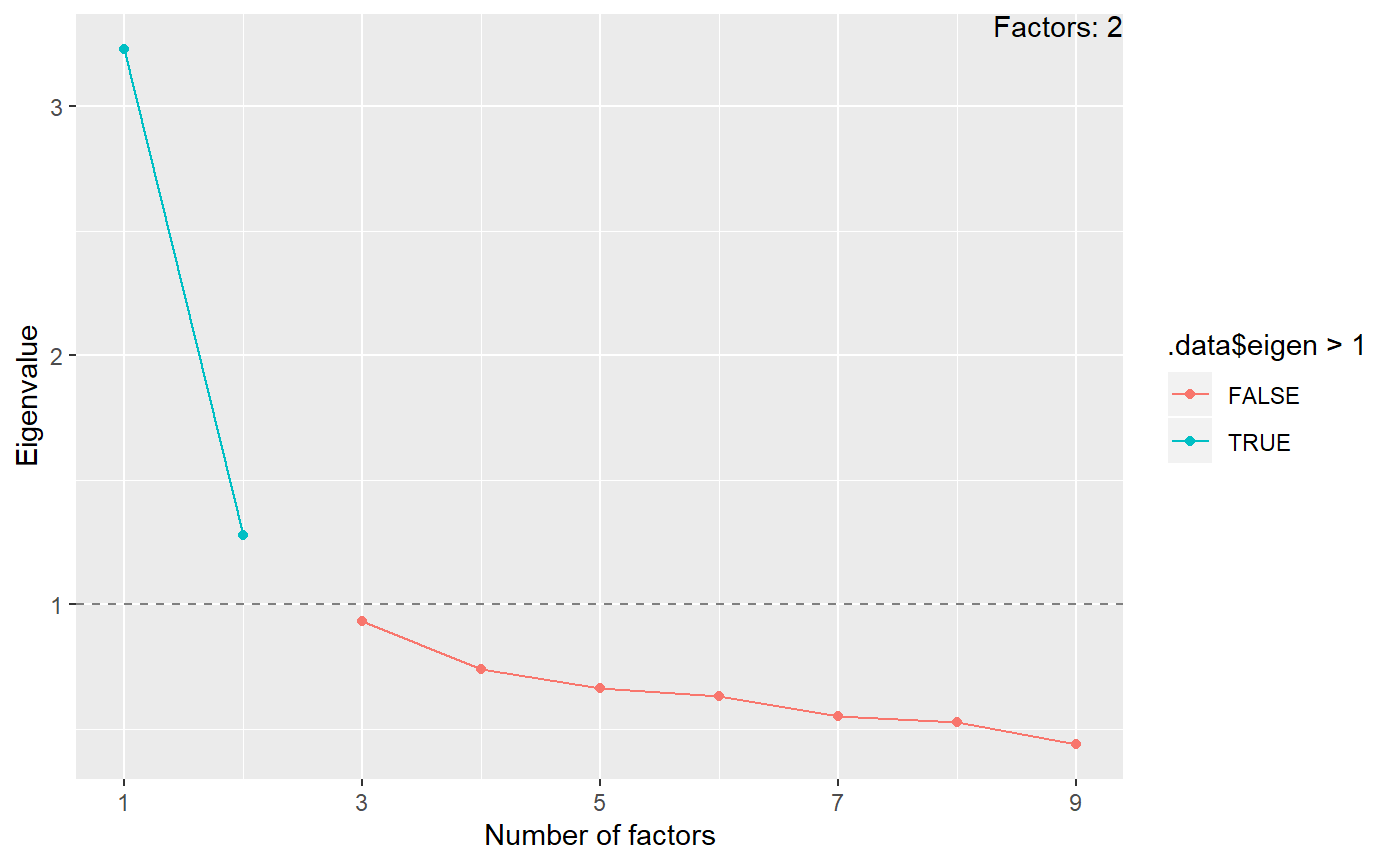 Factors: 2
3
2
1
Eigenvalue
1
3
5
7
9
Number of factors
.data$eigen > 1
FALSE
TRUE